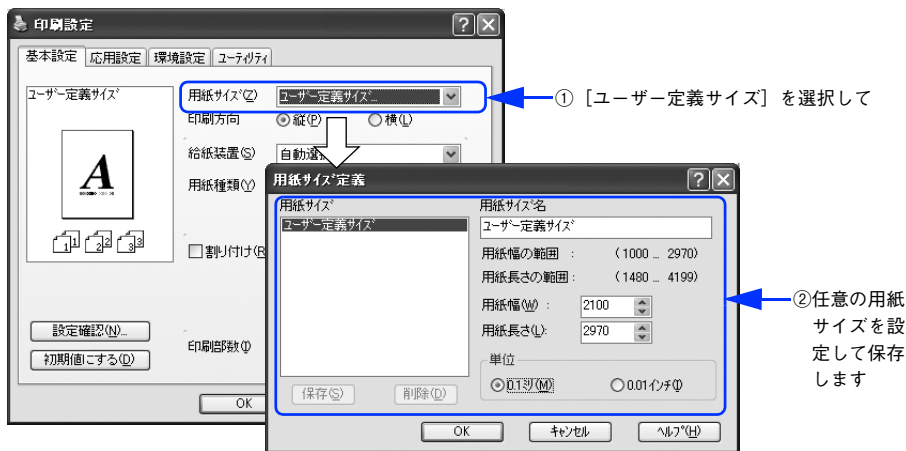 印刷設定
基本設定 応用設定 環境設定 ユーティリティ
ユーザー定義サイズ
用紙サイズ(Z) ユーザー定義サイズ...
印刷方向 縦(P) 横(L)
給紙装置(S) 自動選
用紙種類(Y)
A
1 1 2 2 3 3
割り付け(R
設定確認(N)...
初期値にする(D)
印刷部数(I)
OK
① [ユーザー定義サイズ] を選択して
用紙サイズ定義
用紙サイズ
ユーザー定義サイズ
用紙サイズ名
ユーザー定義サイズ
用紙幅の範囲 : (1000 .. 2970)
用紙長さの範囲: (1480 .. 4199)
用紙幅(W) : 2100
用紙長さ(L): 2970
単位
0.1ミリ(M) 0.01インチ(I)
保存(S) 削除(D)
OK キャンセル ヘルプ(H)
②任意の用紙
サイズを設
定して保存
します